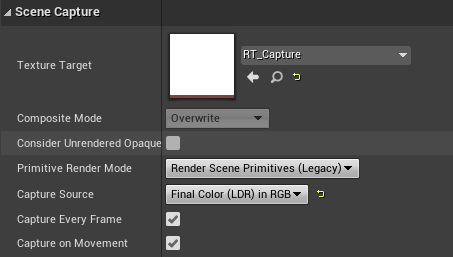 Scene Capture
Texture Target
RT_Capture
Composite Mode
Overwrite
Consider Unrendered Opaque
Primitive Render Mode
Render Scene Primitives (Legacy)
Capture Source
Final Color (LDR) in RGB
Capture Every Frame
Capture on Movement